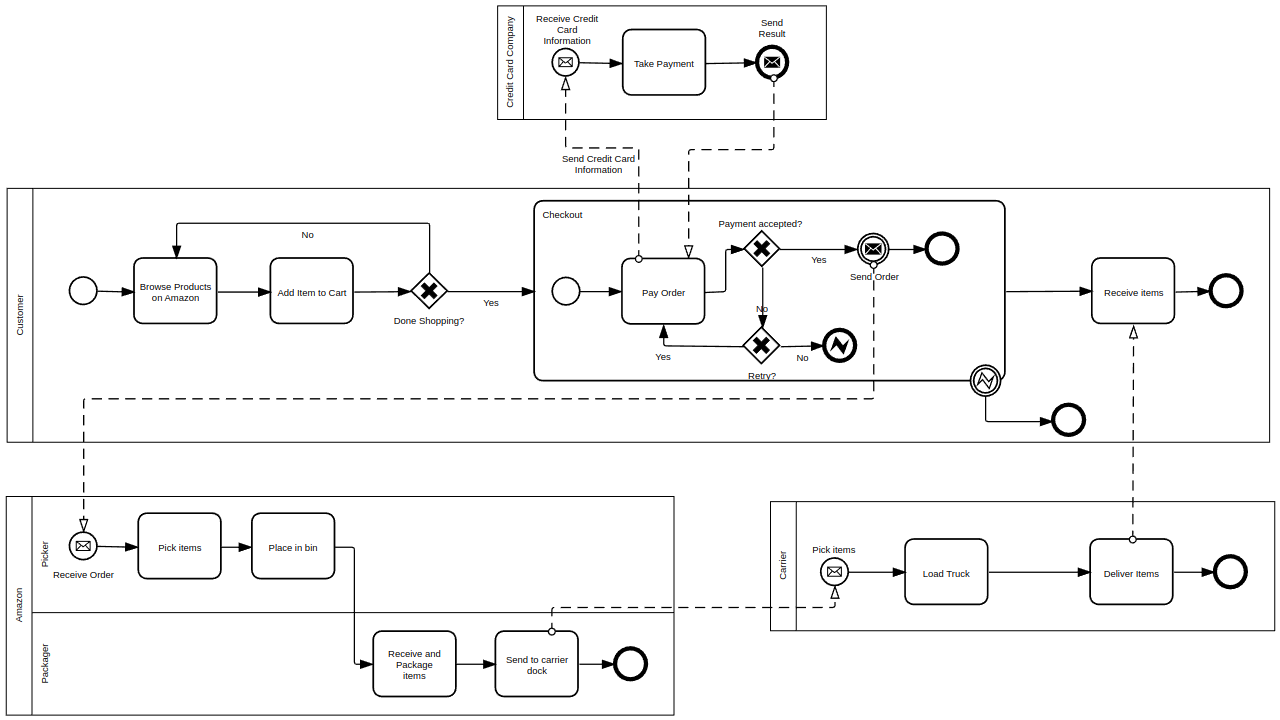 Credit Card Company
Receive Credit
Card
Information
Take Payment
Send
Result
Send Credit Card
Information
Customer
No
Browse Products
on Amazon
Add Item to Cart
Done Shopping?
Yes
Checkout
Pay Order
Payment accepted?
Yes
Send Order
No
Yes
Retry?
No
Receive items
Amazon
Picker
Receive Order
Pick items
Place in bin
Packager
Receive and
Package
items
Send to carrier
dock
Carrier
Pick items
Load Truck
Deliver Items